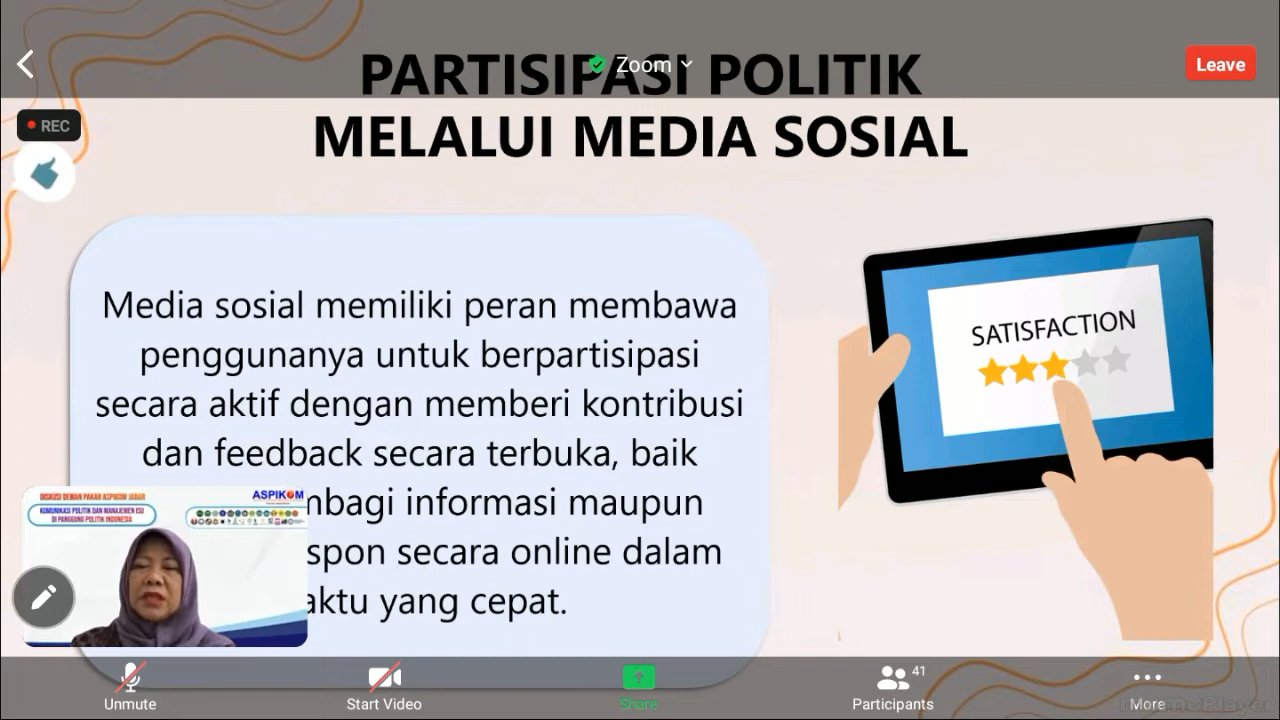 PARTISIPASI POLITIK
Zoom
Leave
REC
MELALUI MEDIA SOSIAL
Media sosial memiliki peran membawa
penggunanya untuk berpartisipasi
secara aktif dengan memberi kontribusi
dan feedback secara terbuka, baik
mbagi informasi maupun
spon secara online dalam
aktu yang cepat.
SATISFACTION
DISKUSI DEWAN PAKAR ASPIKOM JABAR
ASPIKOM
KOMUNIKASI POLITIK DAN MANAJEMEN ISU
DI PANGGUNG POLITIK INDONESIA
Unmute
Start Video
Share
Participants
41
More